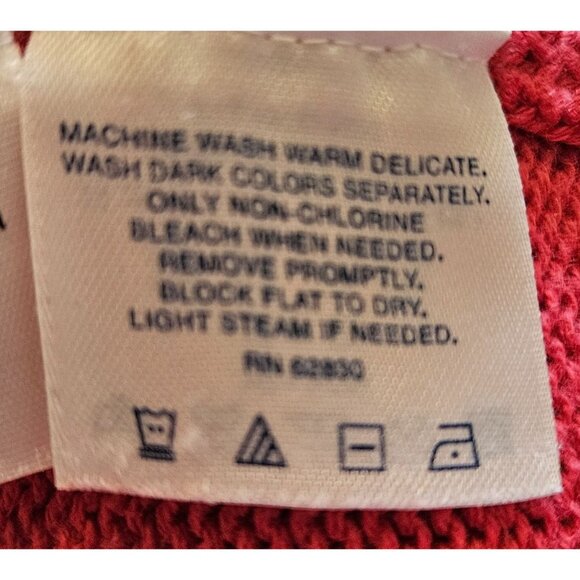 MACHINE WASH WARM DELICATE.
WASH DARK COLORS SEPARATELY.
ONLY NON-CHLORINE
BLEACH WHEN NEEDED.
REMOVE PROMPTLY.
BLOCK FLAT TO DRY.
LIGHT STEAM IF NEEDED.
RN 62830